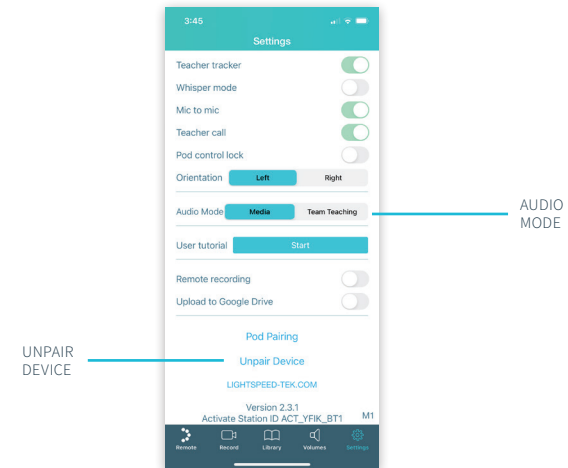 3:45
Settings
Teacher tracker
Whisper mode
Mic to mic
Teacher call
Pod control lock
Orientation Left Right
Audio Mode Media Team Teaching
AUDIO
MODE
User tutorial Start
Remote recording
Upload to Google Drive
Pod Pairing
UNPAIR
DEVICE
Unpair Device
LIGHTSPEED-TEK.COM
Version 2.3.1
Activate Station ID ACT_YFIK_BT1 M1
Remote Record Library Volumes Settings